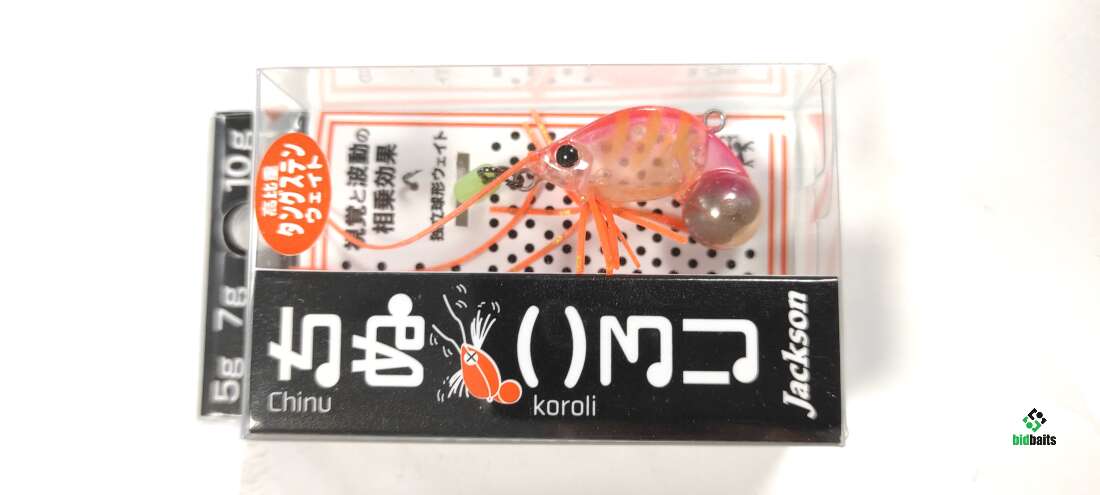 5g 7g 10g
高比重
タングステン
ウェイト
視覚と波動の
相乗効果
独立球形ウェイト
ちぬころり
Chinu
koroli
Jackson
bidbaits